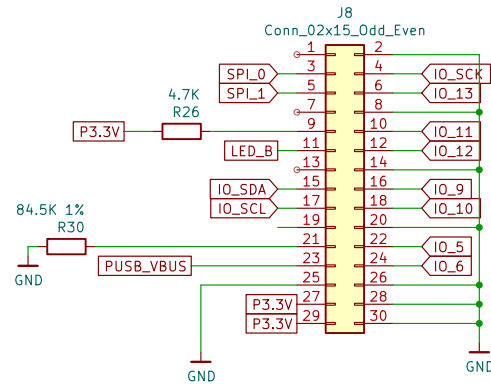 J8
Conn_02x15_Odd_Even
1 2
SPI_0 3 4 IO_SCK
SPI_1 5 6 IO_13
4.7K
R26
7 8
P3.3V 9 10 IO_11
LED_B 11 12 IO_12
13 14
IO_SDA 15 16 IO_9
IO_SCL 17 18 IO_10
84.5K 1%
R30
19 20
21 22 IO_5
GND
PUSB_VBUS 23 24 IO_6
25 26
P3.3V 27 28
P3.3V 29 30
GND
GND